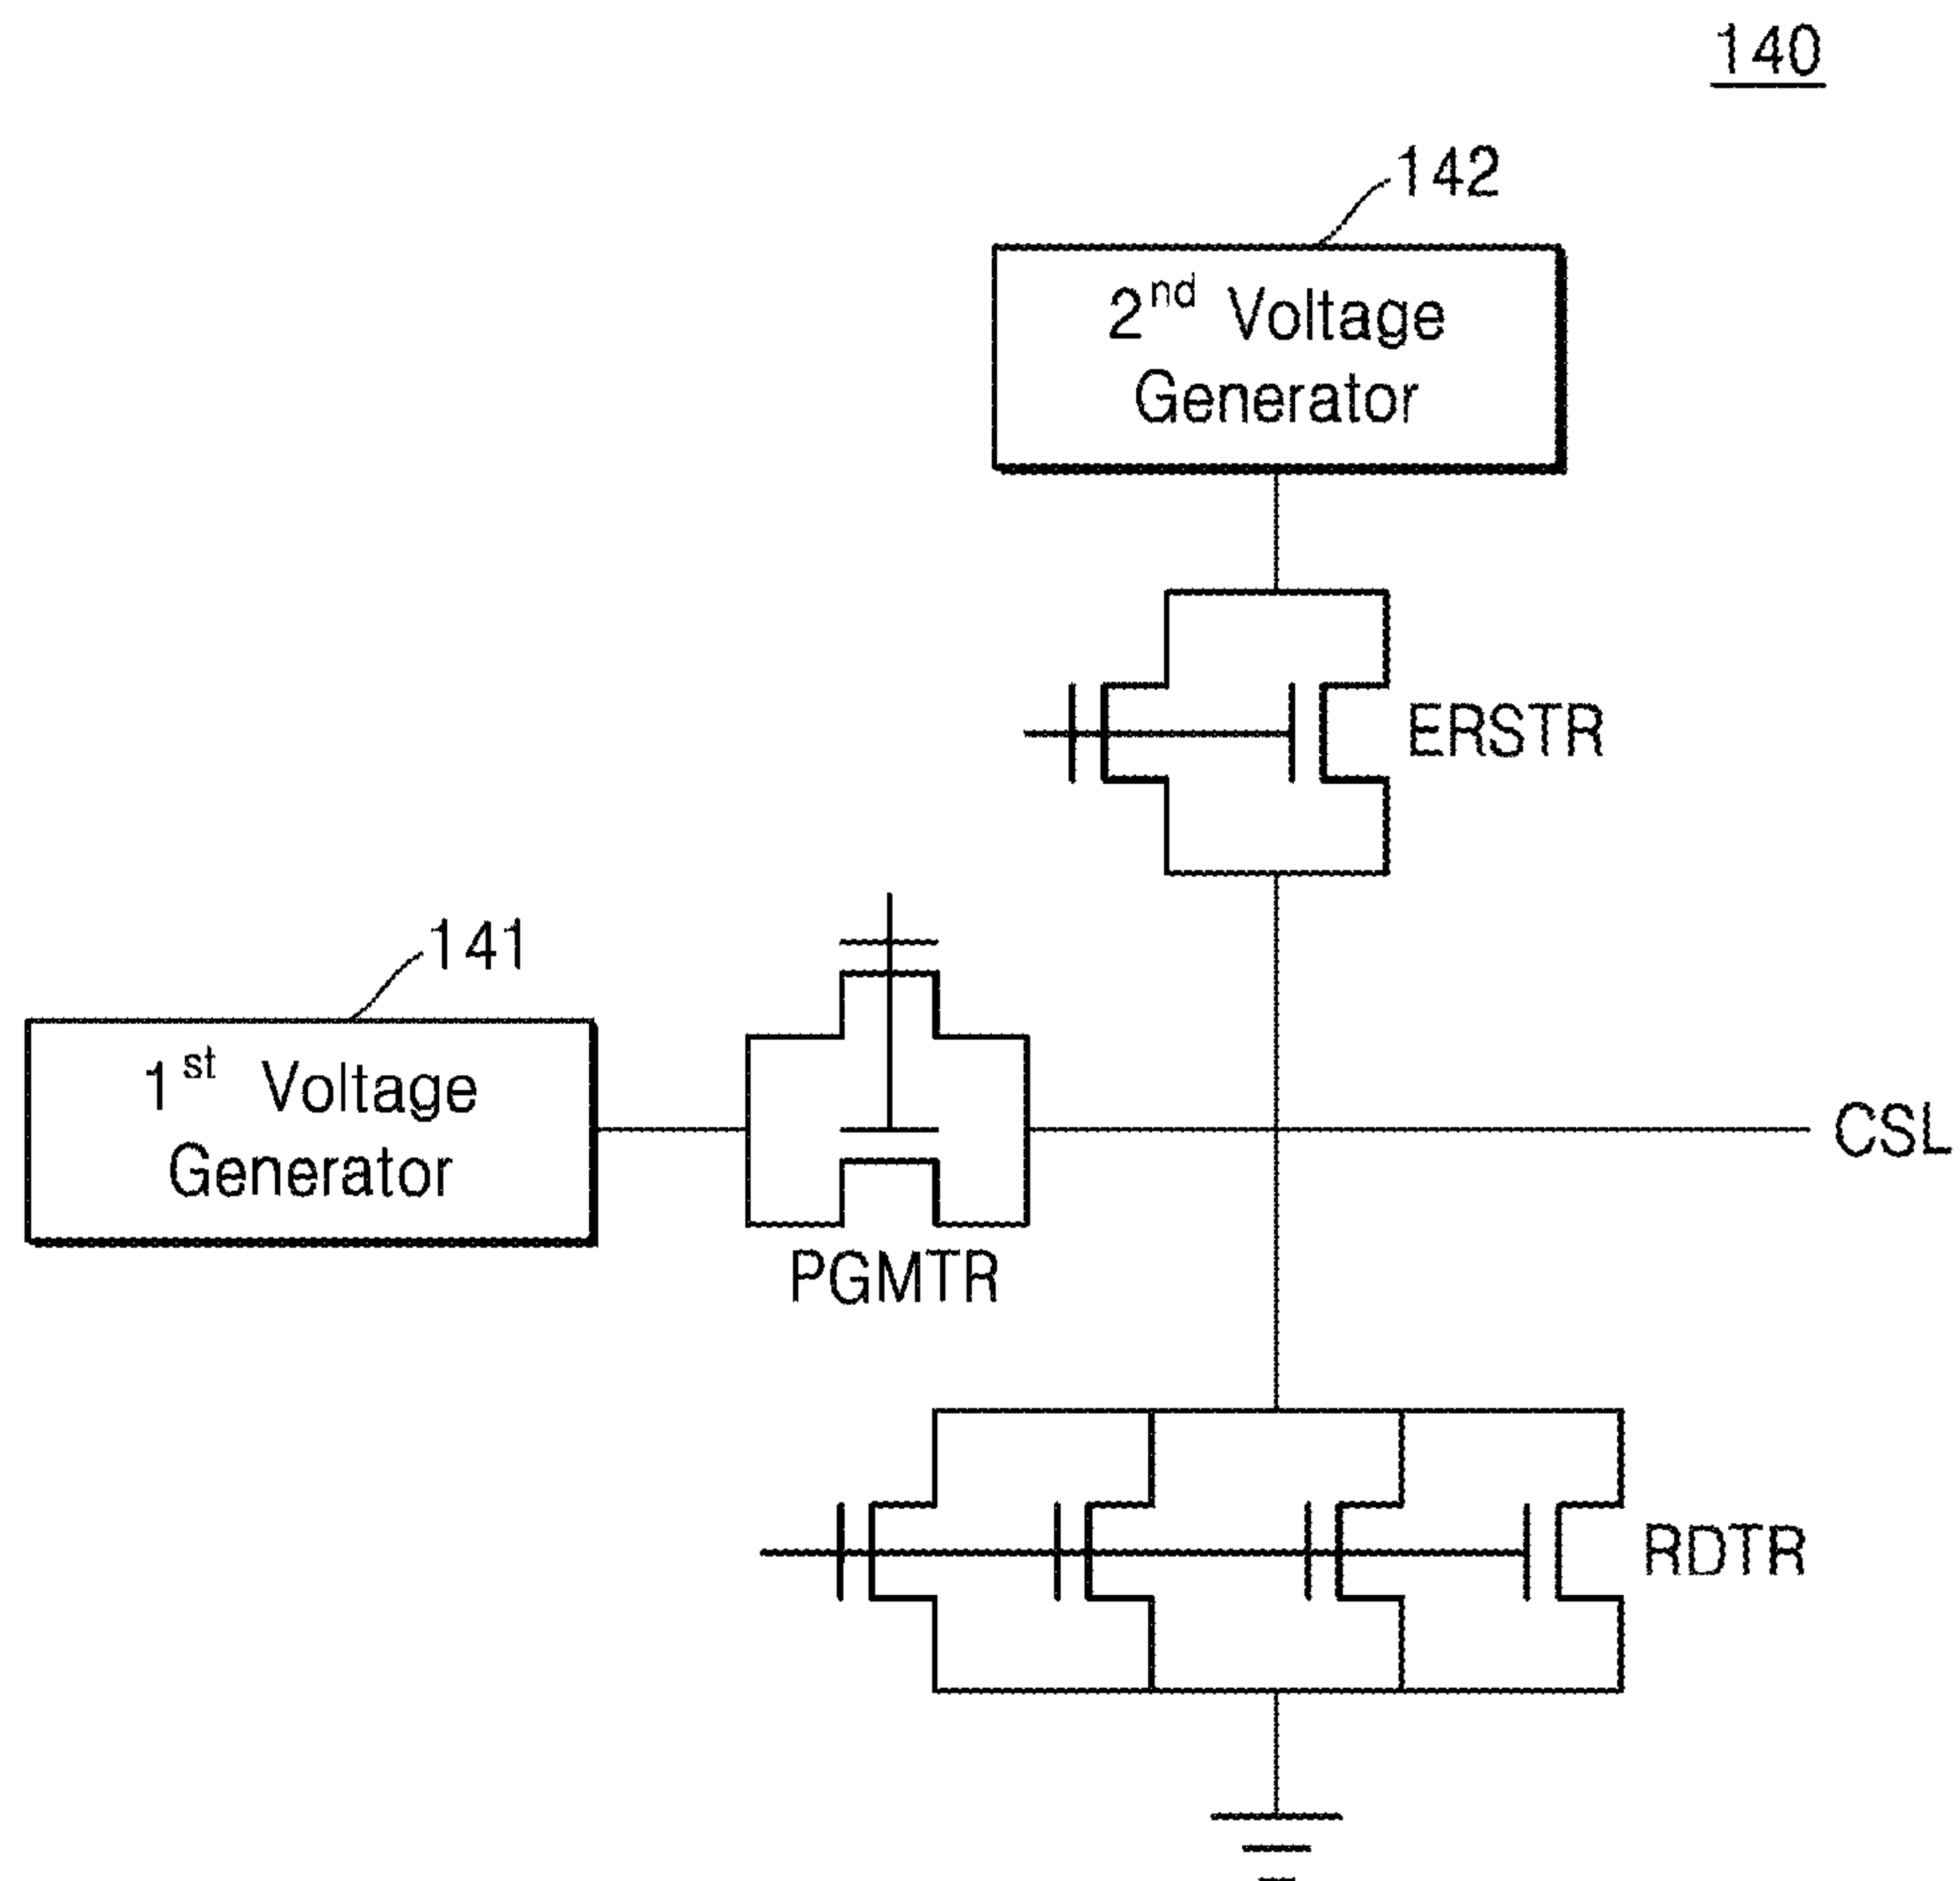 140
142
2nd Voltage
Generator
ERSTR
141
1st Voltage
Generator
PGMTR
CSL
RDTR